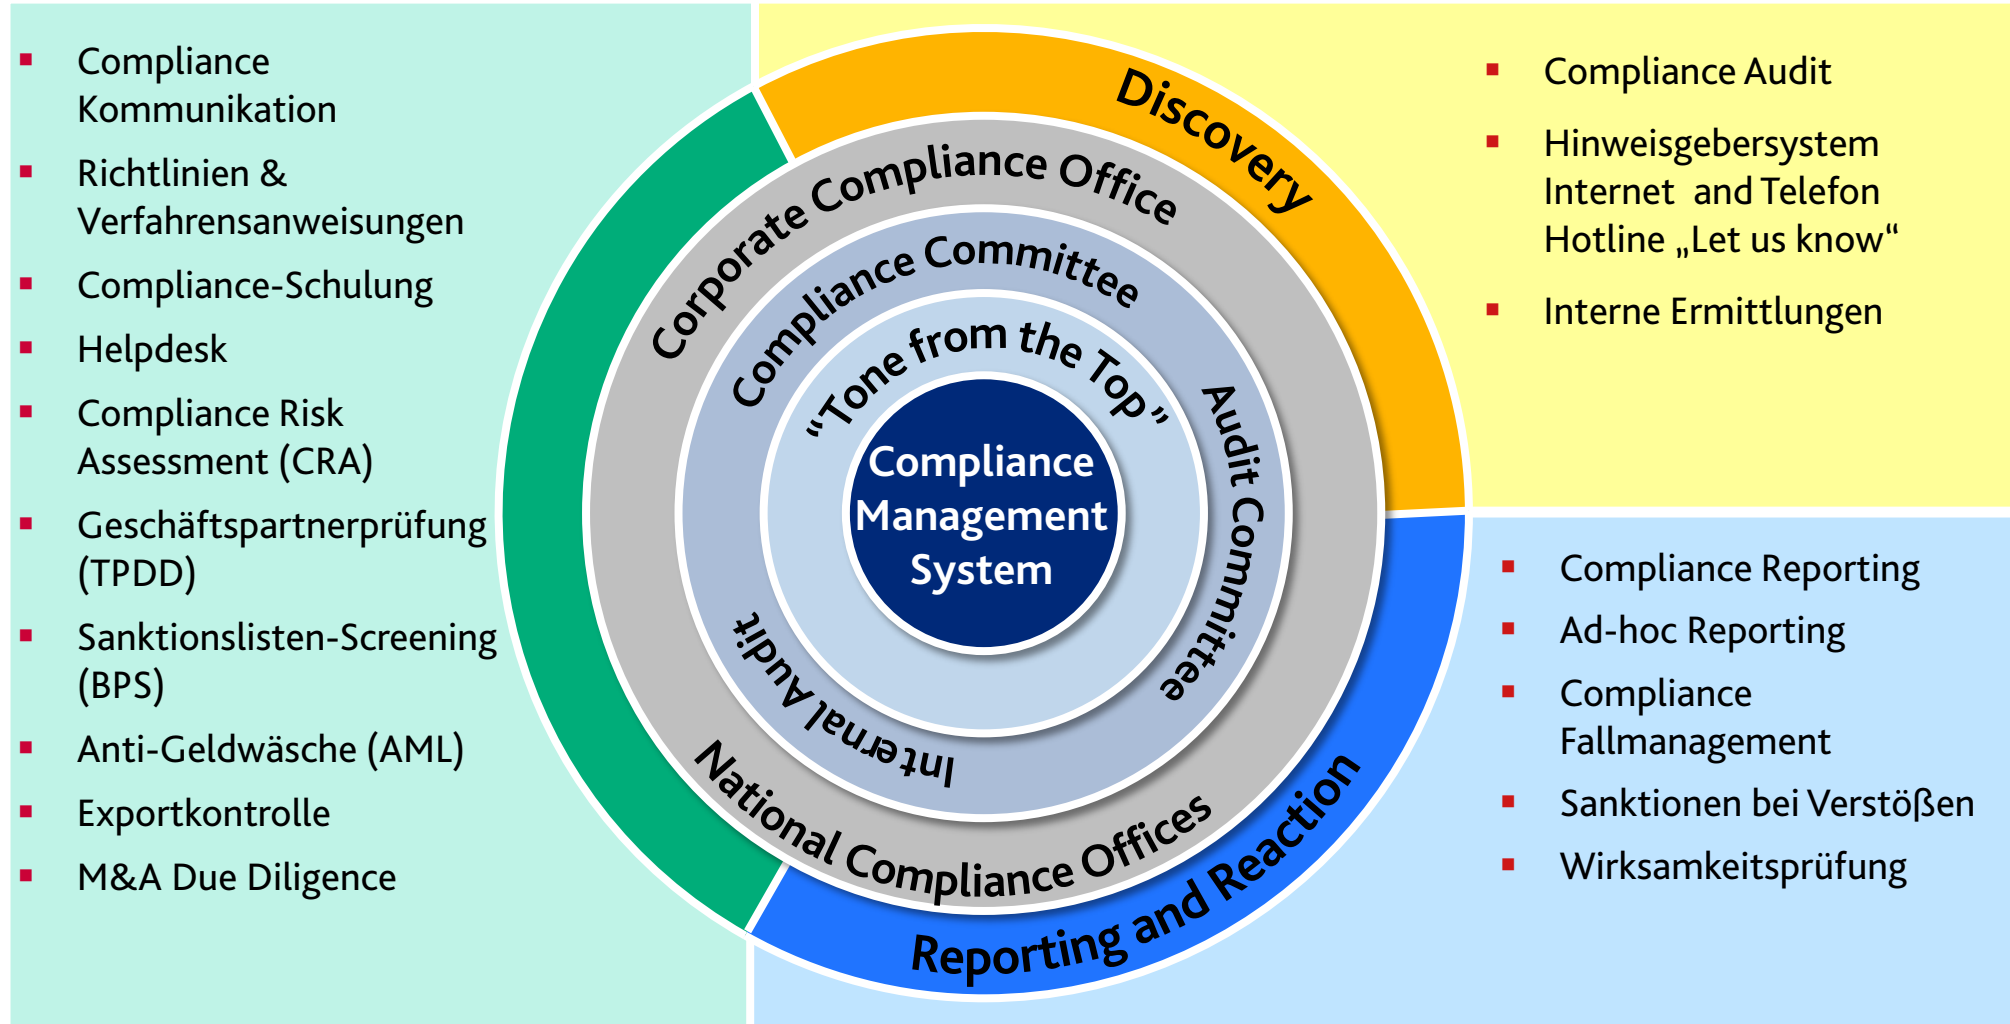 Compliance
Kommunikation
Richtlinien &
Verfahrensanweisungen
Compliance-Schulung
Helpdesk
Compliance Risk
Assessment (CRA)
Geschäftspartnerprüfung
(TPDD)
Sanktionslisten-Screening
(BPS)
Anti-Geldwäsche (AML)
Exportkontrolle
M&A Due Diligence
Discovery
Corporate Compliance Office
Compliance Committee
“Tone from the Top”
Compliance
Management
System
Audit Committee
Internal Audit
National Compliance Offices
Reporting and Reaction
Compliance Audit
Hinweisgebersystem
Internet  and Telefon
Hotline „Let us know“
Interne Ermittlungen
Compliance Reporting
Ad-hoc Reporting
Compliance
Fallmanagement
Sanktionen bei Verstößen
Wirksamkeitsprüfung